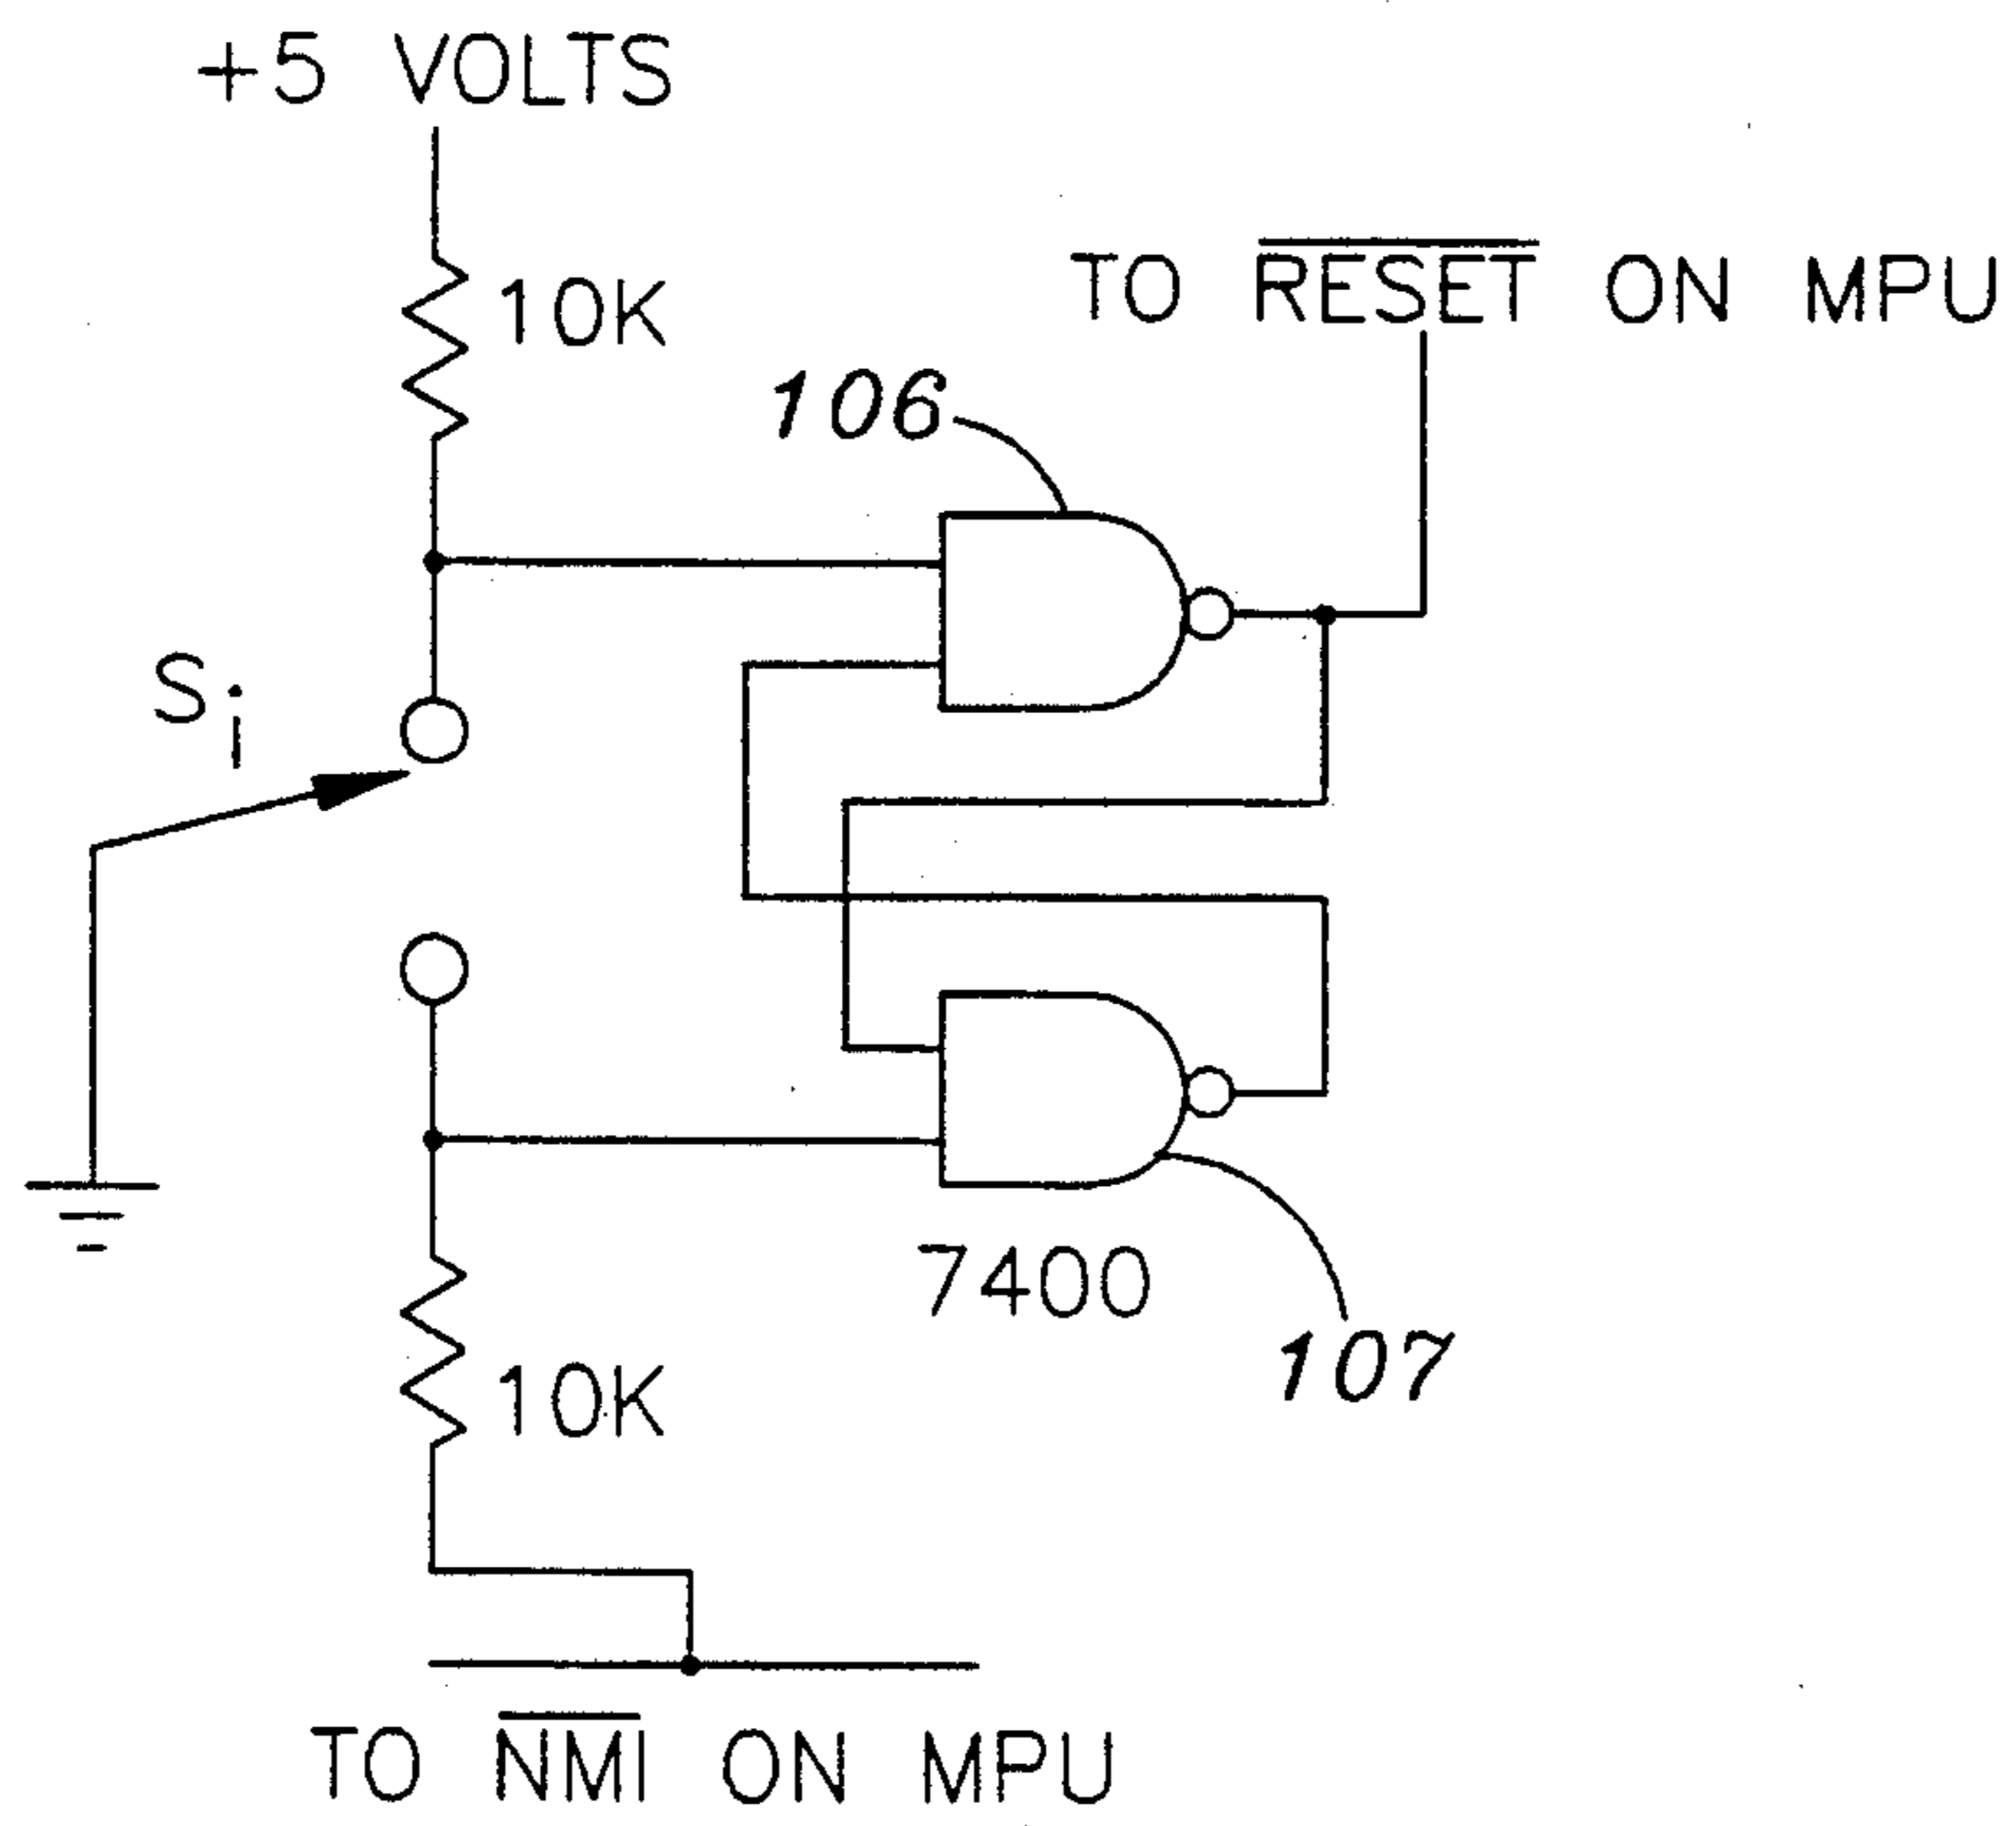 +5 VOLTS
10K
TO RESET ON MPU
106
Si
7400
107
10K
TO NMI ON MPU